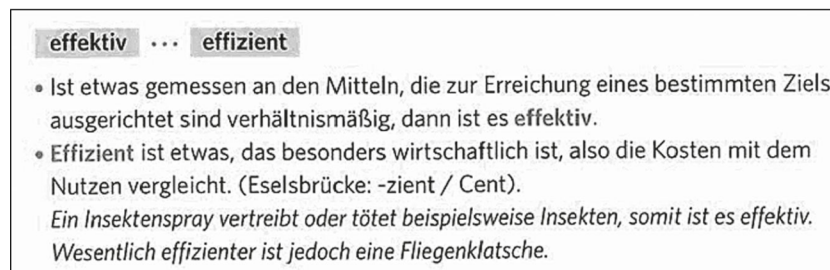 effektiv ... effizient
• Ist etwas gemessen an den Mitteln, die zur Erreichung eines bestimmten Ziels
ausgerichtet sind verhältnismäßig, dann ist es effektiv.
• Effizient ist etwas, das besonders wirtschaftlich ist, also die Kosten mit dem
Nutzen vergleicht. (Eselsbrücke: -zient / Cent).
Ein Insektenspray vertreibt oder tötet beispielsweise Insekten, somit ist es effektiv.
Wesentlich effizienter ist jedoch eine Fliegenklatsche.